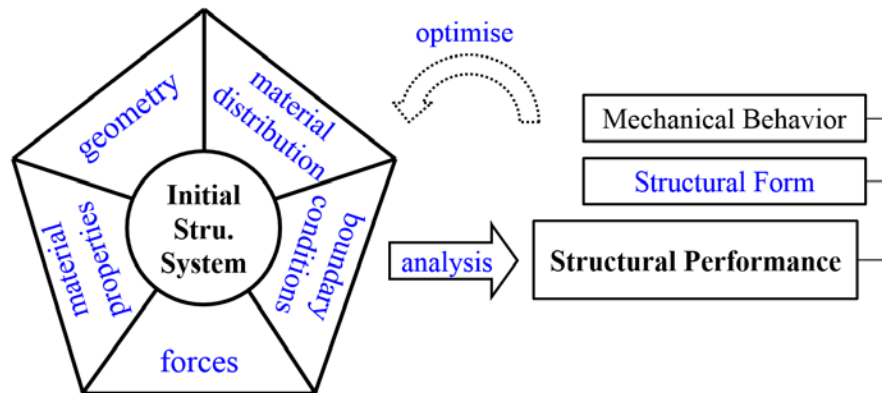 optimise
geometry
material
distribution
Initial
Stru.
System
material
properties
boundary
conditions
forces
analysis
Mechanical Behavior
Structural Form
Structural Performance